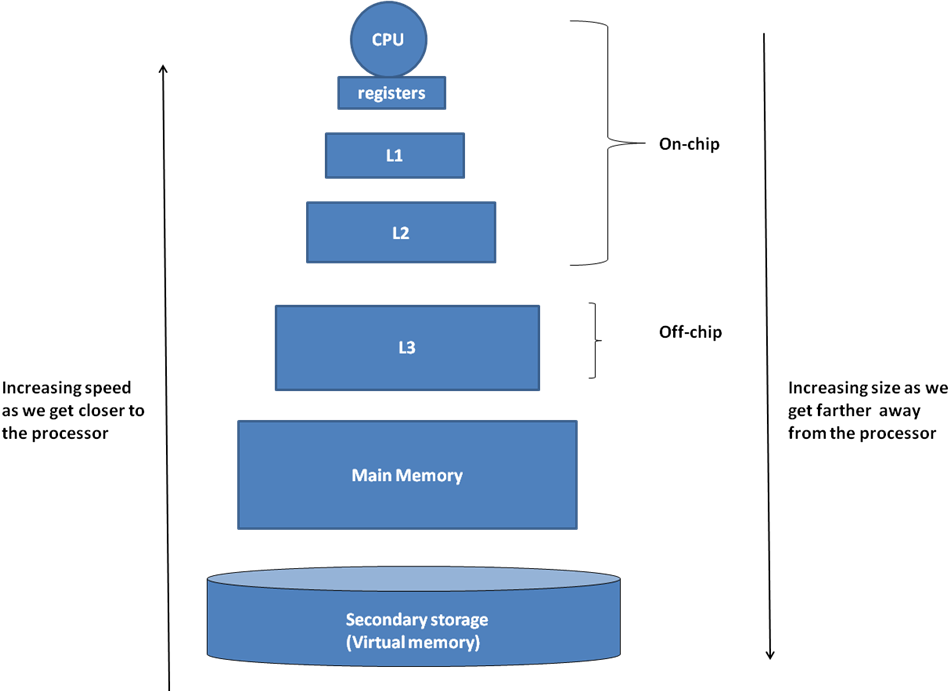 CPU
registers
L1
On-chip
L2
Off-chip
L3
Increasing speed
as we get closer to
the processor
Increasing size as we
get farther away
from the processor
Main Memory
Secondary storage
(Virtual memory)